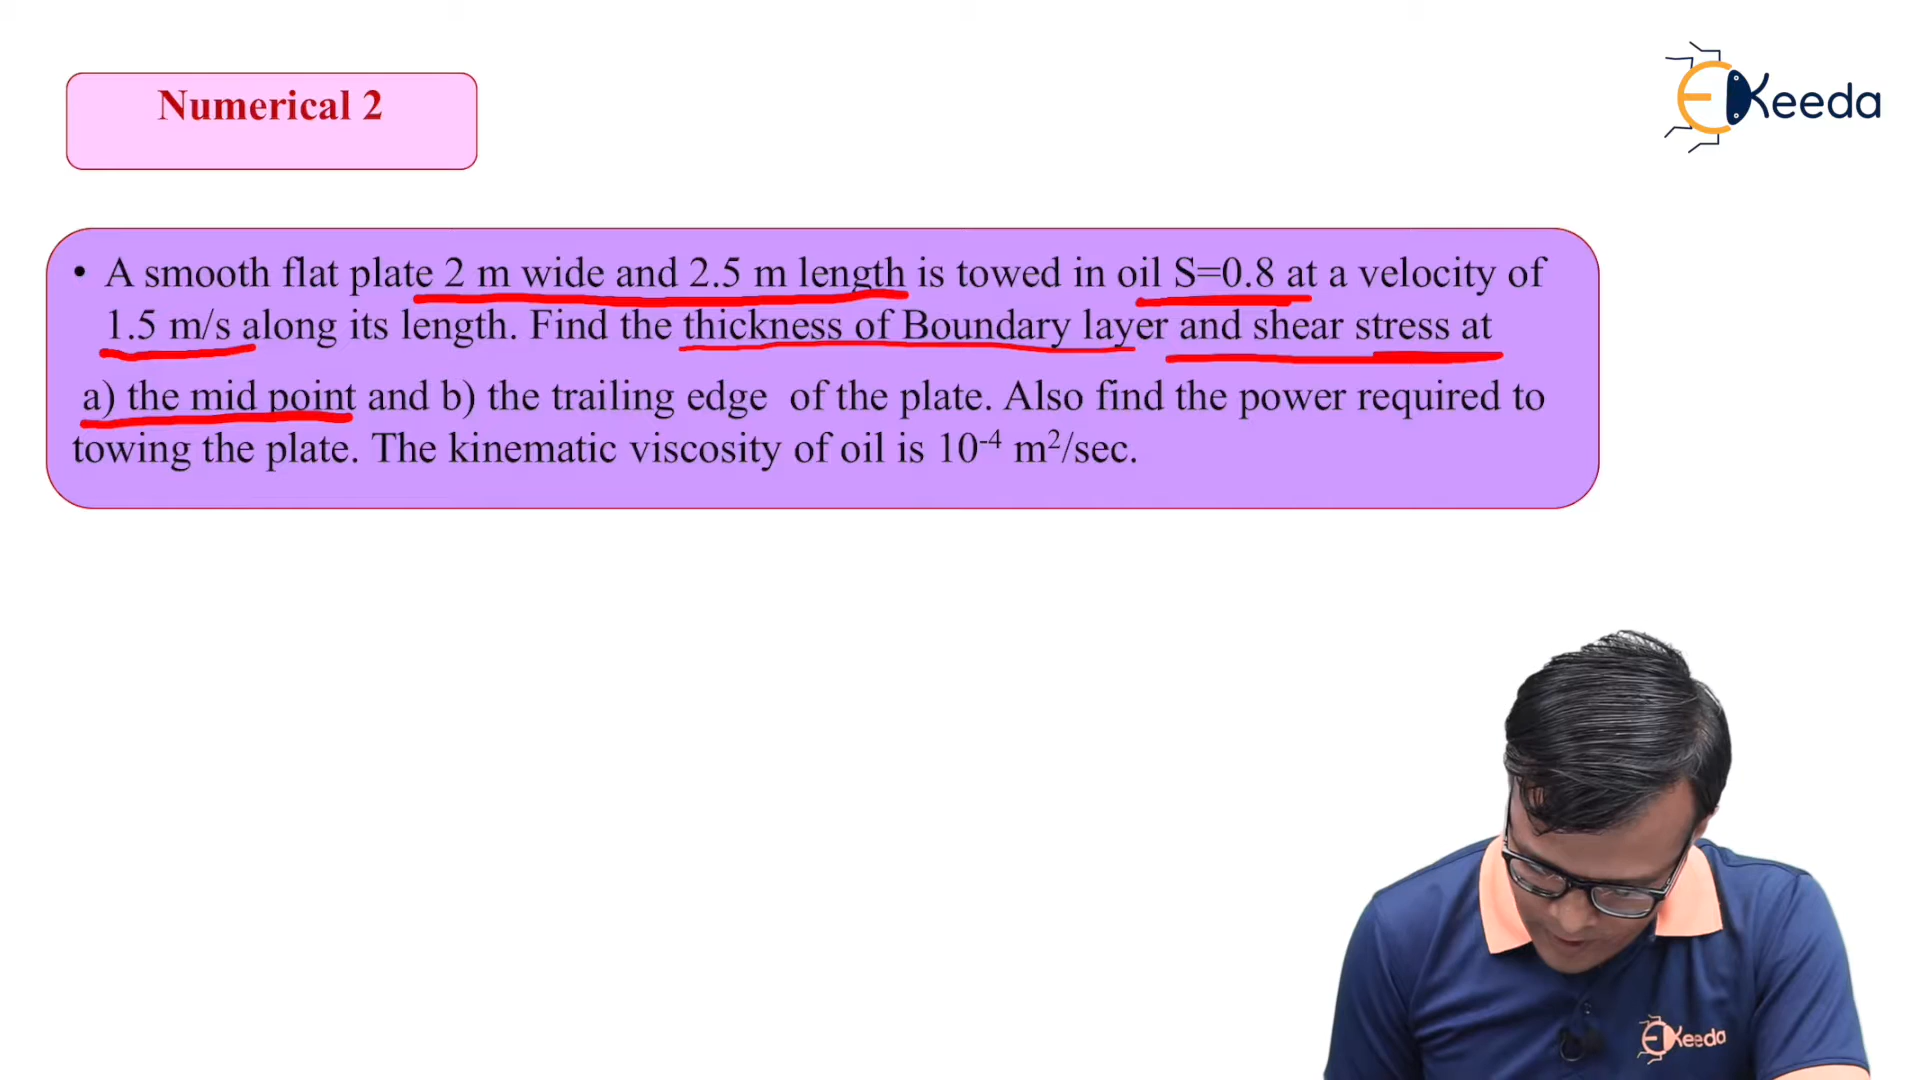 Numerical 2
EKeeda
• A smooth flat plate 2 m wide and 2.5 m length is towed in oil S=0.8 at a velocity of
1.5 m/s along its length. Find the thickness of Boundary layer and shear stress at
a) the mid point and b) the trailing edge of the plate. Also find the power required to
towing the plate. The kinematic viscosity of oil is 10⁻⁴ m²/sec.
EKeeda